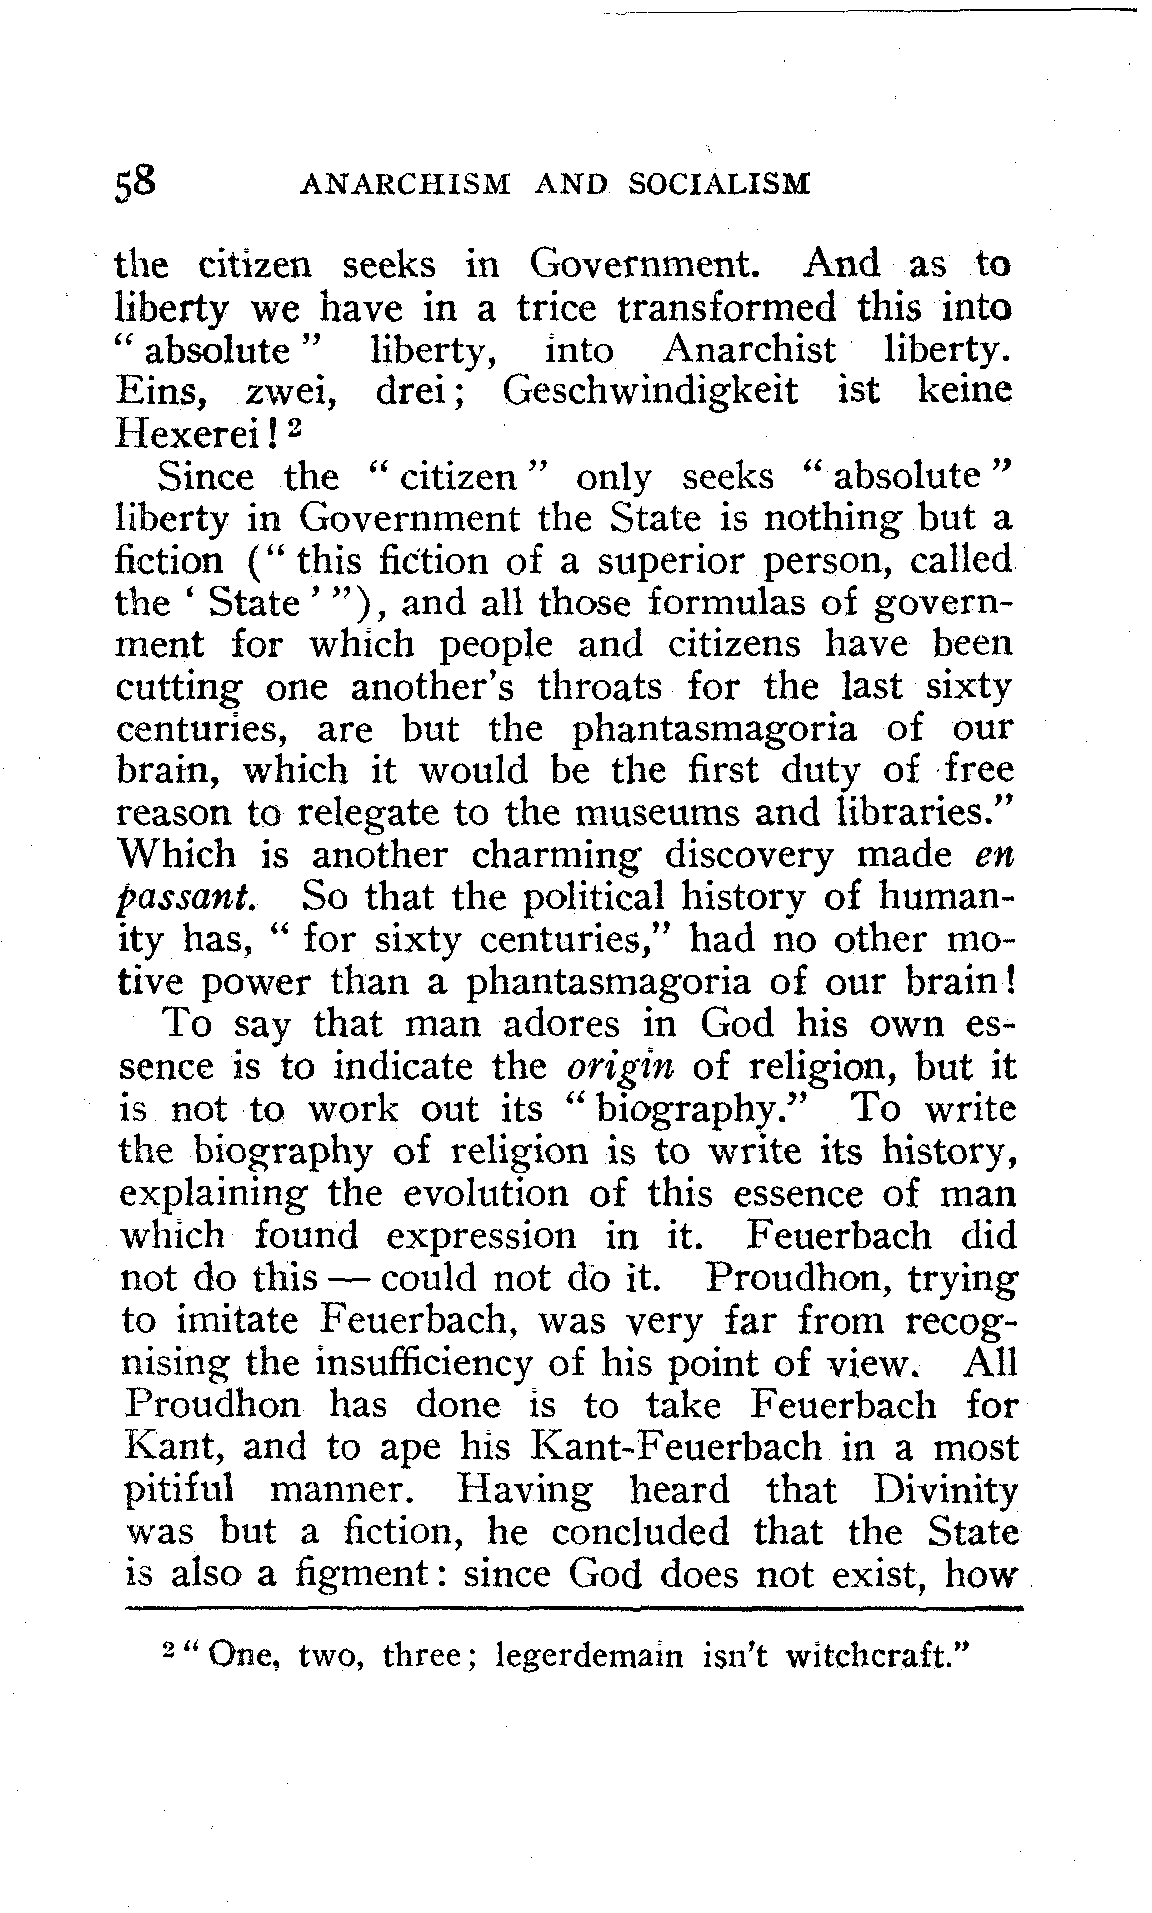 58 ANARCHISM AND SOCIALISM
the citizen seeks in Government. And as to
liberty we have in a trice transformed this into
“ absolute ” liberty, into Anarchist liberty.
Eins, zwei, drei ; Geschwindigkeit ist keine
Hexerei ! 2
Since the “ citizen ” only seeks “ absolute ”
liberty in Government the State is nothing but a
fiction (“ this fiction of a superior person, called
the ‘ State ’ ”), and all those formulas of govern-
ment for which people and citizens have been
cutting one another’s throats for the last sixty
centuries, are but the phantasmagoria of our
brain, which it would be the first duty of free
reason to relegate to the museums and libraries.”
Which is another charming discovery made en
passant. So that the political history of human-
ity has, “ for sixty centuries,” had no other mo-
tive power than a phantasmagoria of our brain !
To say that man adores in God his own es-
sence is to indicate the origin of religion, but it
is not to work out its “ biography.” To write
the biography of religion is to write its history,
explaining the evolution of this essence of man
which found expression in it. Feuerbach did
not do this — could not do it. Proudhon, trying
to imitate Feuerbach, was very far from recog-
nising the insufficiency of his point of view. All
Proudhon has done is to take Feuerbach for
Kant, and to ape his Kant-Feuerbach in a most
pitiful manner. Having heard that Divinity
was but a fiction, he concluded that the State
is also a figment : since God does not exist, how
2 “ One, two, three ; legerdemain isn’t witchcraft.”